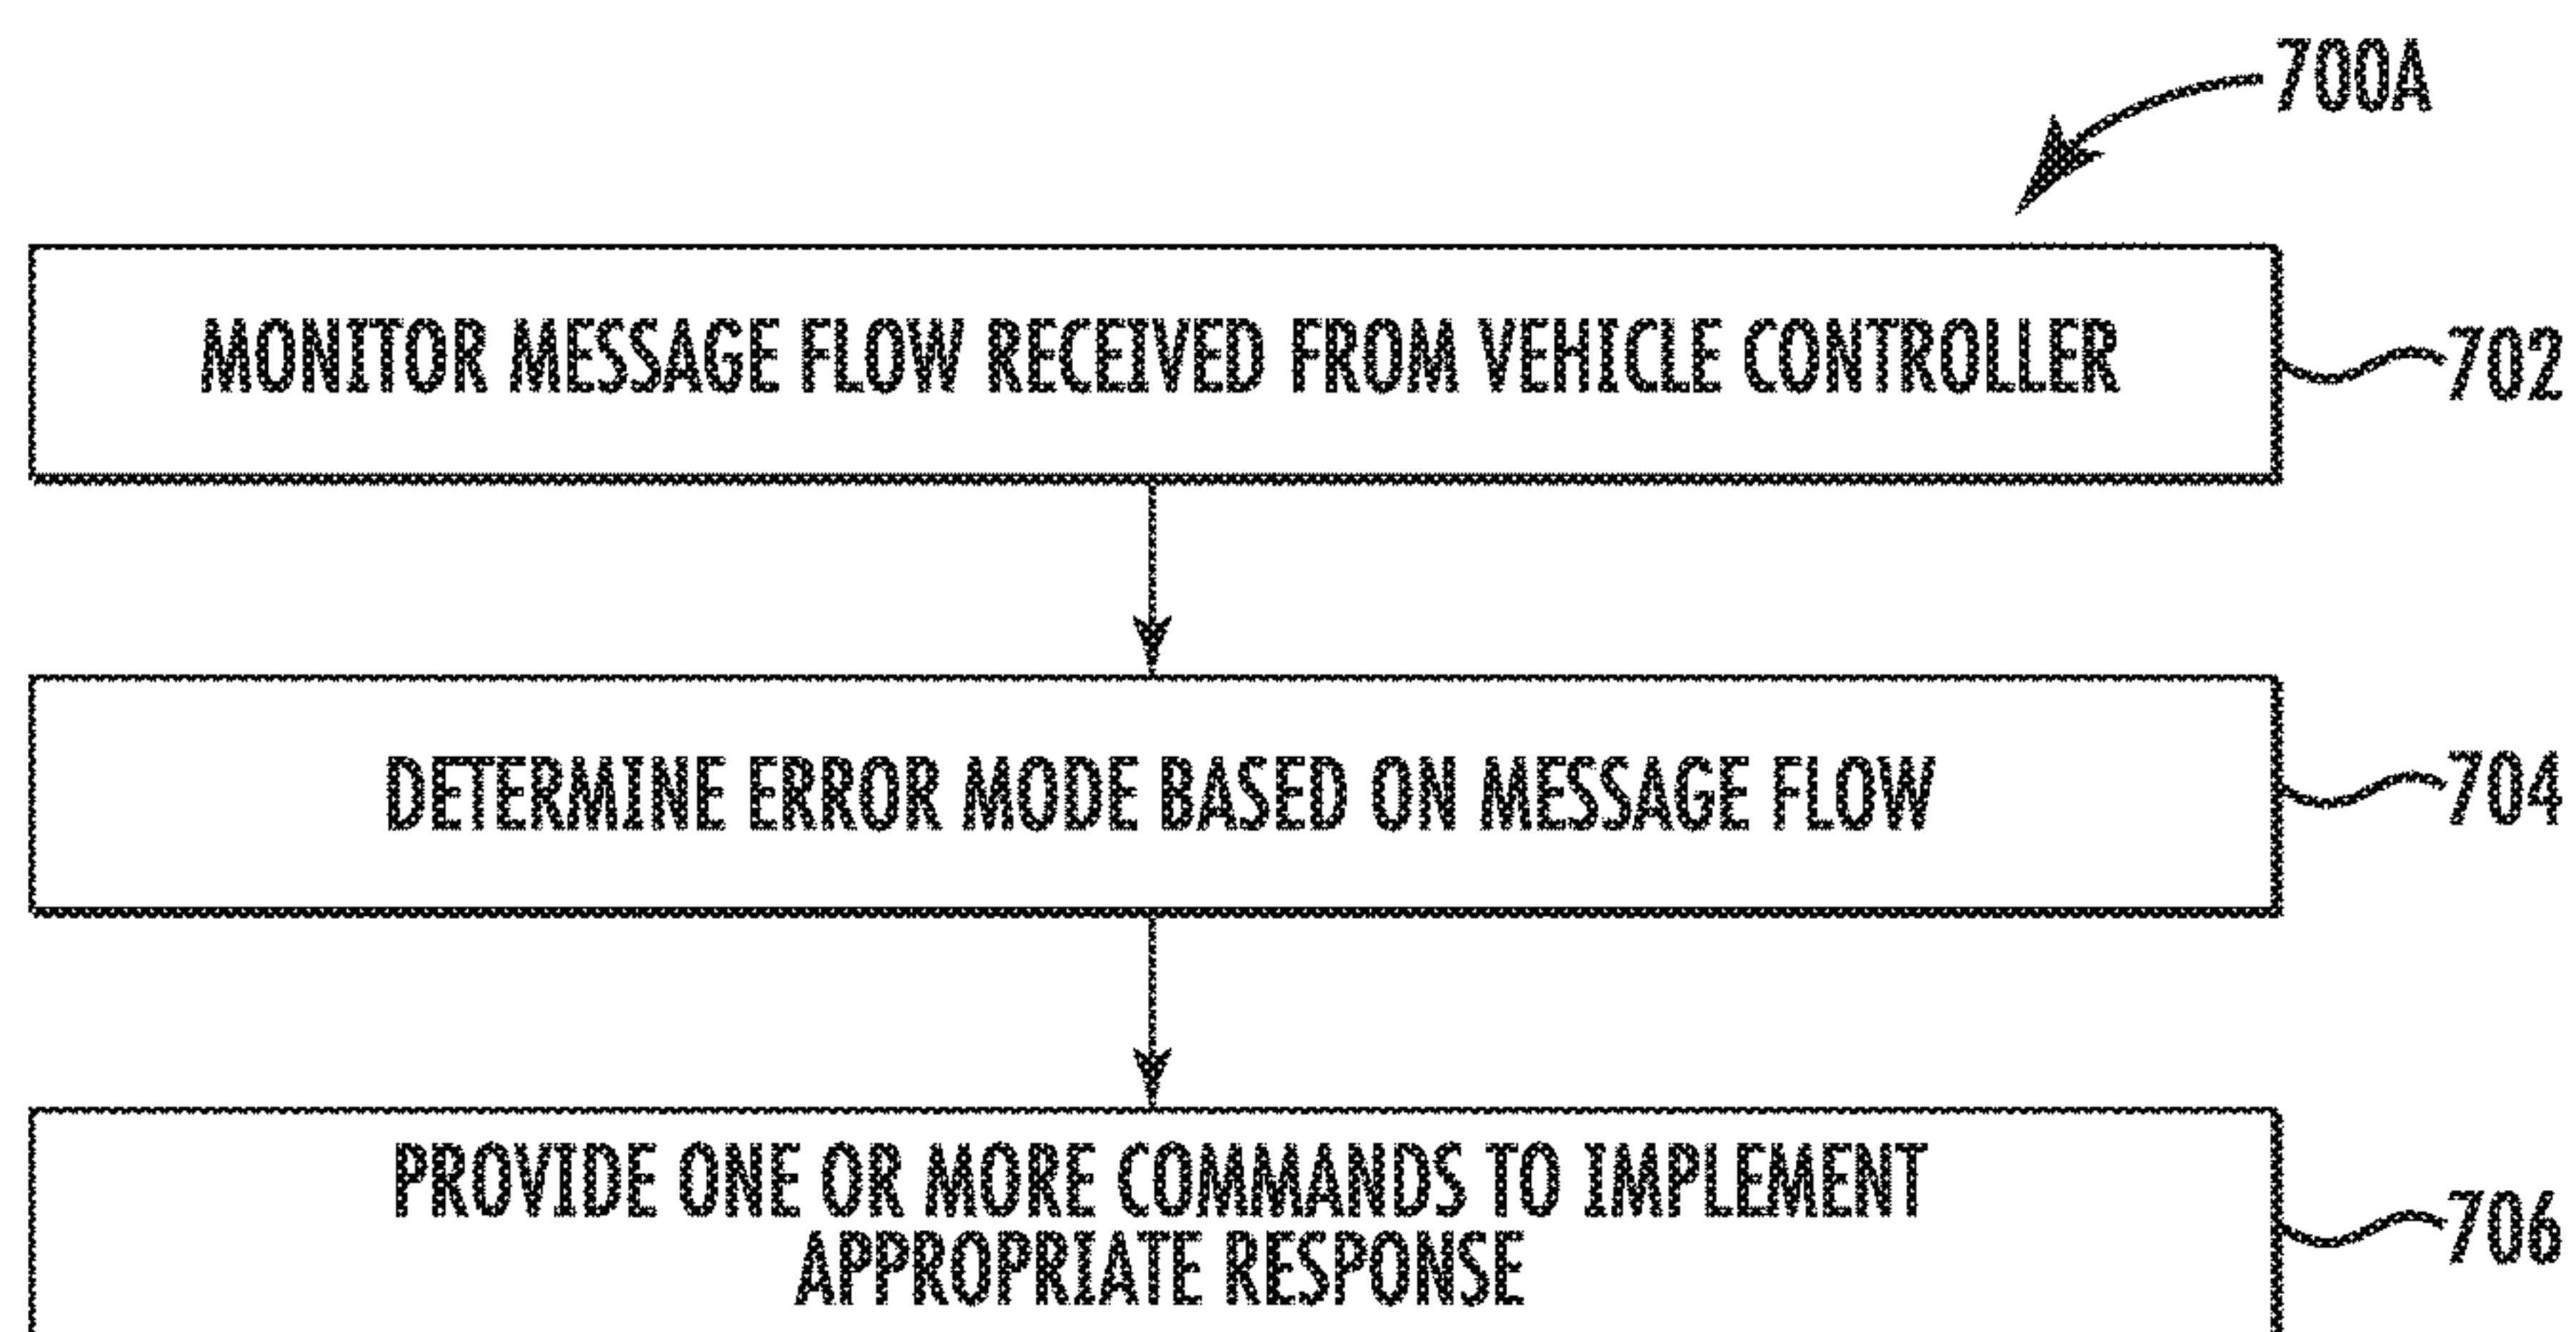 700A
MONITOR MESSAGE FLOW RECEIVED FROM VEHICLE CONTROLLER
702
DETERMINE ERROR MODE BASED ON MESSAGE FLOW
704
PROVIDE ONE OR MORE COMMANDS TO IMPLEMENT
APPROPRIATE RESPONSE
706